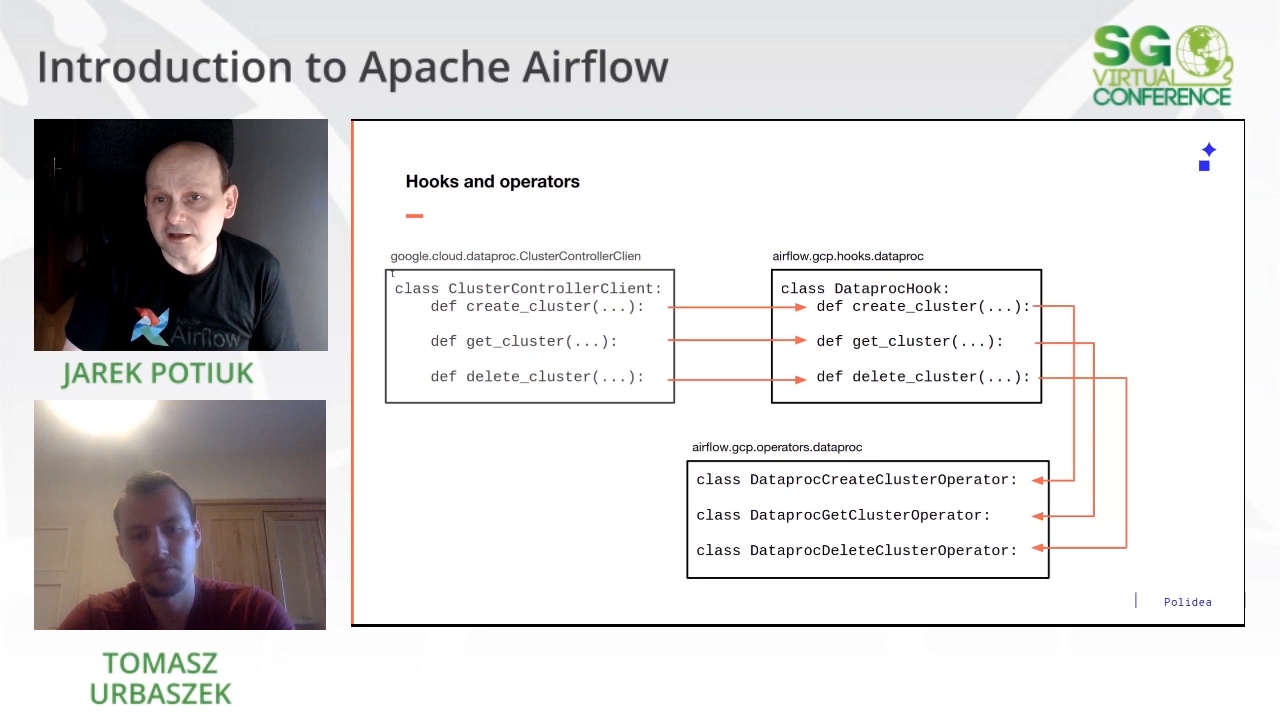 Introduction to Apache Airflow
SG
VIRTUAL
CONFERENCE
Apache
Airflow
JAREK POTIUK
TOMASZ
URBASZEK
Hooks and operators
google.cloud.dataproc.ClusterControllerClien
t
class ClusterControllerClient:
def create_cluster(...):
def get_cluster(...):
def delete_cluster(...):
airflow.gcp.hooks.dataproc
class DataprocHook:
def create_cluster(...):
def get_cluster(...):
def delete_cluster(...):
airflow.gcp.operators.dataproc
class DataprocCreateClusterOperator:
class DataprocGetClusterOperator:
class DataprocDeleteClusterOperator:
Polidea